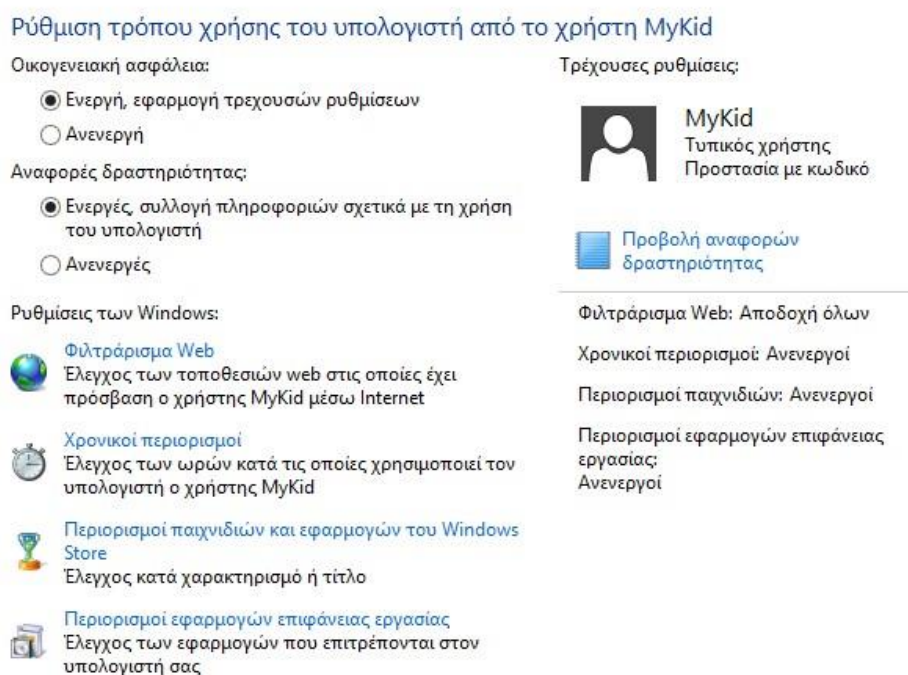 Ρύθμιση τρόπου χρήσης του υπολογιστή από το χρήστη MyKid
Οικογενειακή ασφάλεια:
Ενεργή, εφαρμογή τρεχουσών ρυθμίσεων
Ανενεργή
Αναφορές δραστηριότητας:
Ενεργές, συλλογή πληροφοριών σχετικά με τη χρήση
του υπολογιστή
Ανενεργές
Ρυθμίσεις των Windows:
Φιλτράρισμα Web
Έλεγχος των τοποθεσιών web στις οποίες έχει
πρόσβαση ο χρήστης MyKid μέσω Internet
Χρονικοί περιορισμοί
Έλεγχος των ωρών κατά τις οποίες χρησιμοποιεί τον
υπολογιστή ο χρήστης MyKid
Περιορισμοί παιχνιδιών και εφαρμογών του Windows
Store
Έλεγχος κατά χαρακτηρισμό ή τίτλο
Περιορισμοί εφαρμογών επιφάνειας εργασίας
Έλεγχος των εφαρμογών που επιτρέπονται στον
υπολογιστή σας
Τρέχουσες ρυθμίσεις:
MyKid
Τυπικός χρήστης
Προστασία με κωδικό
Προβολή αναφορών
δραστηριότητας
Φιλτράρισμα Web: Αποδοχή όλων
Χρονικοί περιορισμοί: Ανενεργοί
Περιορισμοί παιχνιδιών: Ανενεργοί
Περιορισμοί εφαρμογών επιφάνειας
εργασίας:
Ανενεργοί